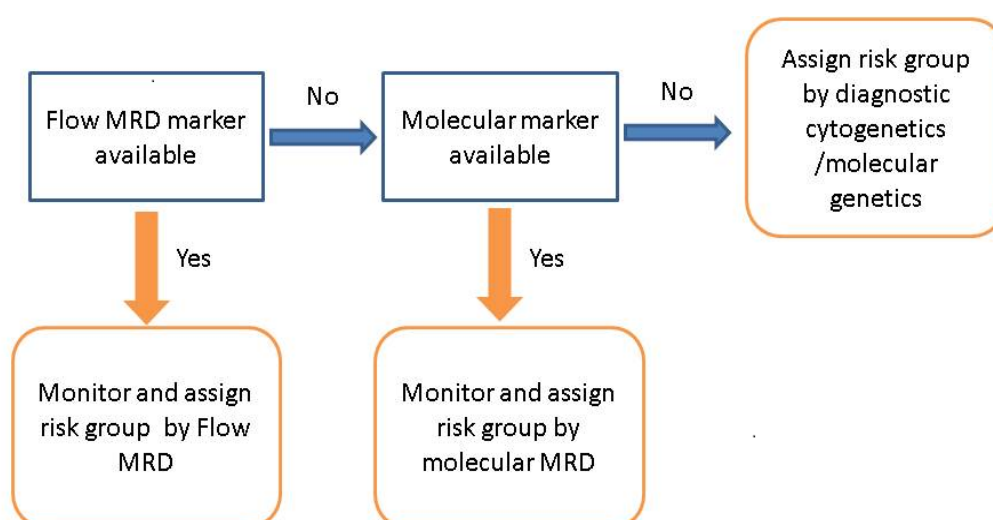 Flow MRD marker
available
No
Molecular marker
available
No
Assign risk group
by diagnostic
cytogenetics
/molecular
genetics
Yes
Yes
Monitor and assign
risk group by Flow
MRD
Monitor and assign
risk group by
molecular MRD